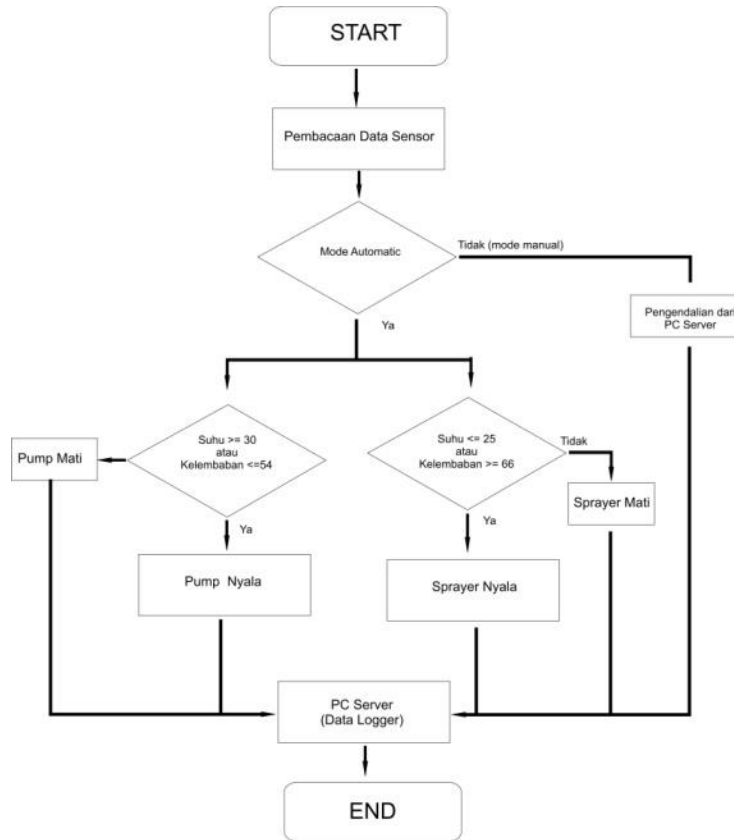 START
Pembacaan Data Sensor
Mode Automatic
Tidak (mode manual)
Pengendalian dari
PC Server
Ya
Suhu >= 30
atau
Kelembaban <=54
Pump Mati
Suhu <= 25
atau
Kelembaban >= 66
Tidak
Sprayer Mati
Ya
Ya
Pump Nyala
Sprayer Nyala
PC Server
(Data Logger)
END